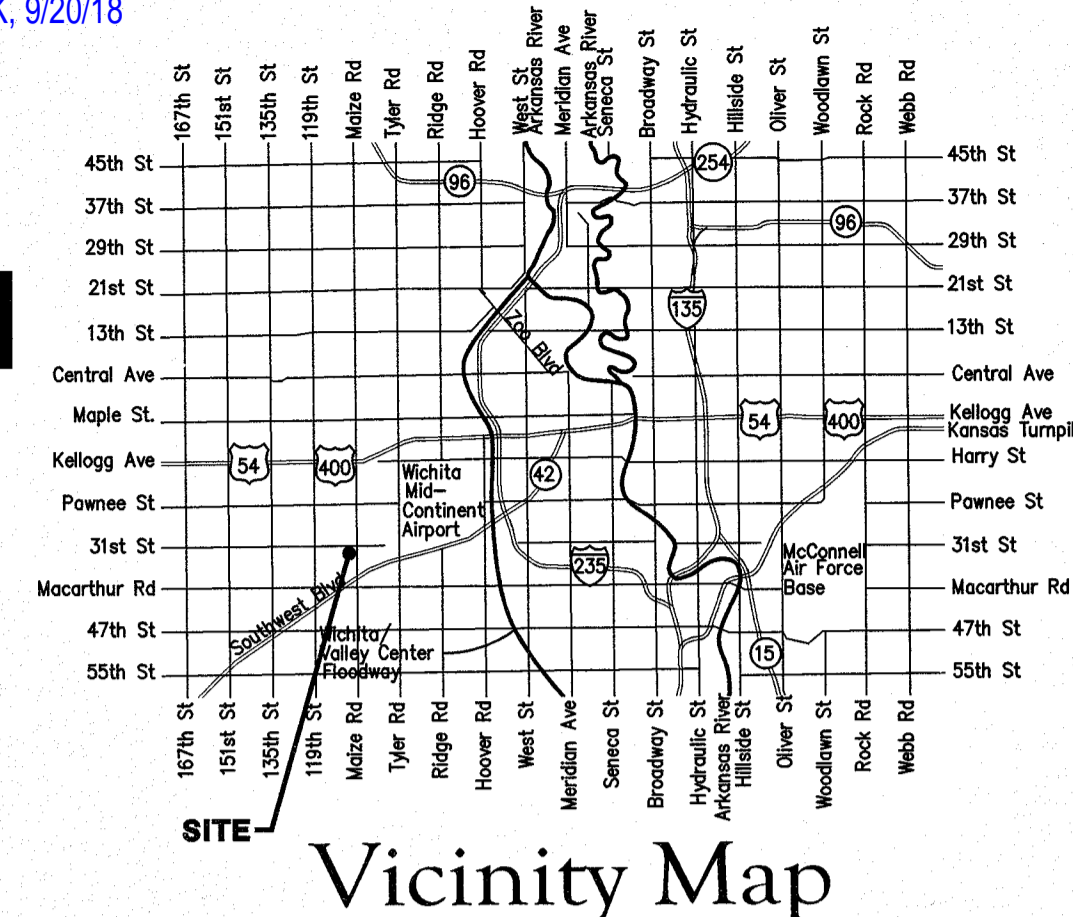 K, 9/20/18
167th St
151st St
135th St
119th St
Maize Rd
Tyler Rd
Ridge Rd
Hoover Rd
West St
Arkansas River
Meridian Ave
Arkansas River
Seneca St
Broadway St
Hydraulic St
Hillside St
Oliver St
Woodlawn St
Rock Rd
Webb Rd
45th St
37th St
29th St
21st St
13th St
Central Ave
Maple St.
Kellogg Ave
Pawnee St
31st St
Macarthur Rd
47th St
55th St
96
254
96
135
Zoo Blvd
54
400
54
400
42
235
15
Wichita
Mid-
Continent
Airport
McConnell
Air Force
Base
Southwest Blvd
Wichita/
Valley Center
Floodway
45th St
37th St
29th St
21st St
13th St
Central Ave
Kellogg Ave
Kansas Turnpi
Harry St
Pawnee St
31st St
Macarthur Rd
47th St
55th St
167th St
151st St
135th St
119th St
Maize Rd
Tyler Rd
Ridge Rd
Hoover Rd
West St
Meridian Ave
Seneca St
Broadway St
Hydraulic St
Arkansas River
Hillside St
Oliver St
Woodlawn St
Rock Rd
Webb Rd
SITE
Vicinity Map